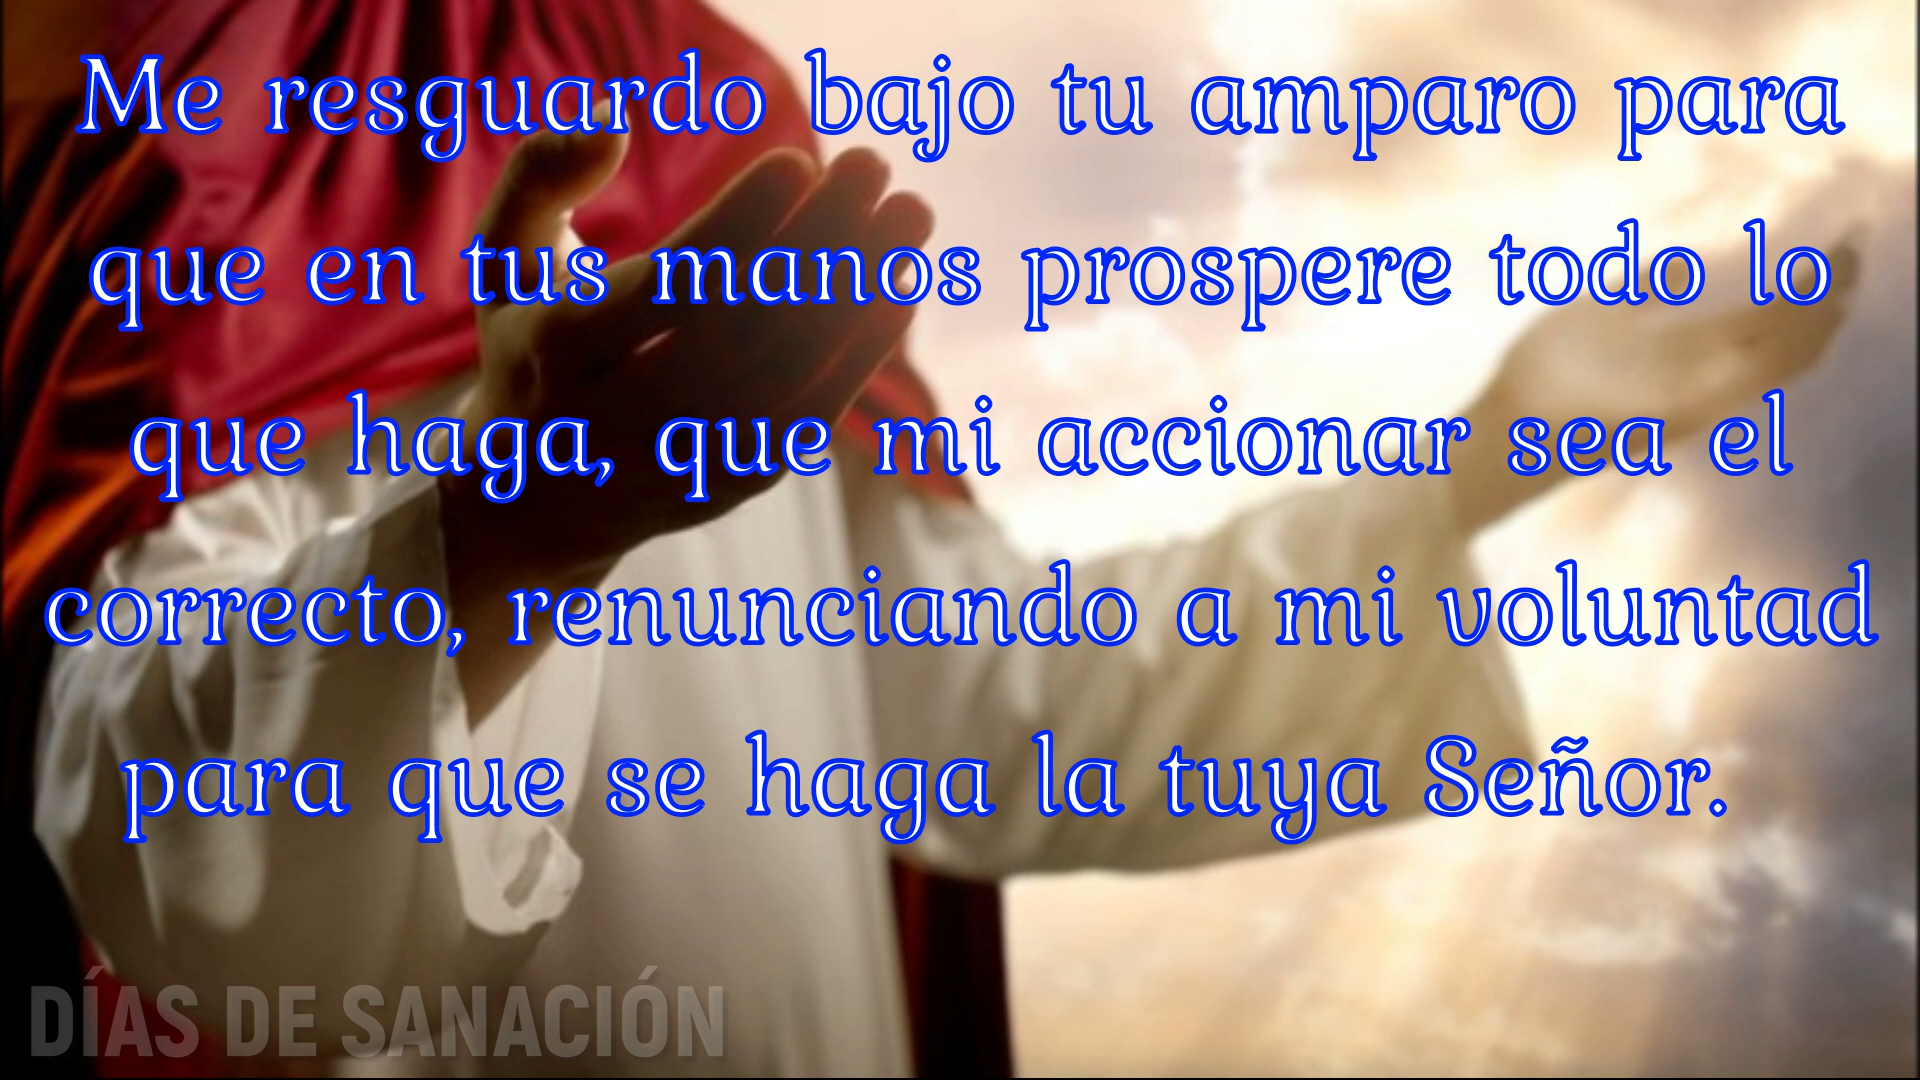 Me resguardo bajo tu amparo para
que en tus manos prospere todo lo
que haga, que mi accionar sea el
correcto, renunciando a mi voluntad
para que se haga la tuya Señor.
DÍAS DE SANACIÓN